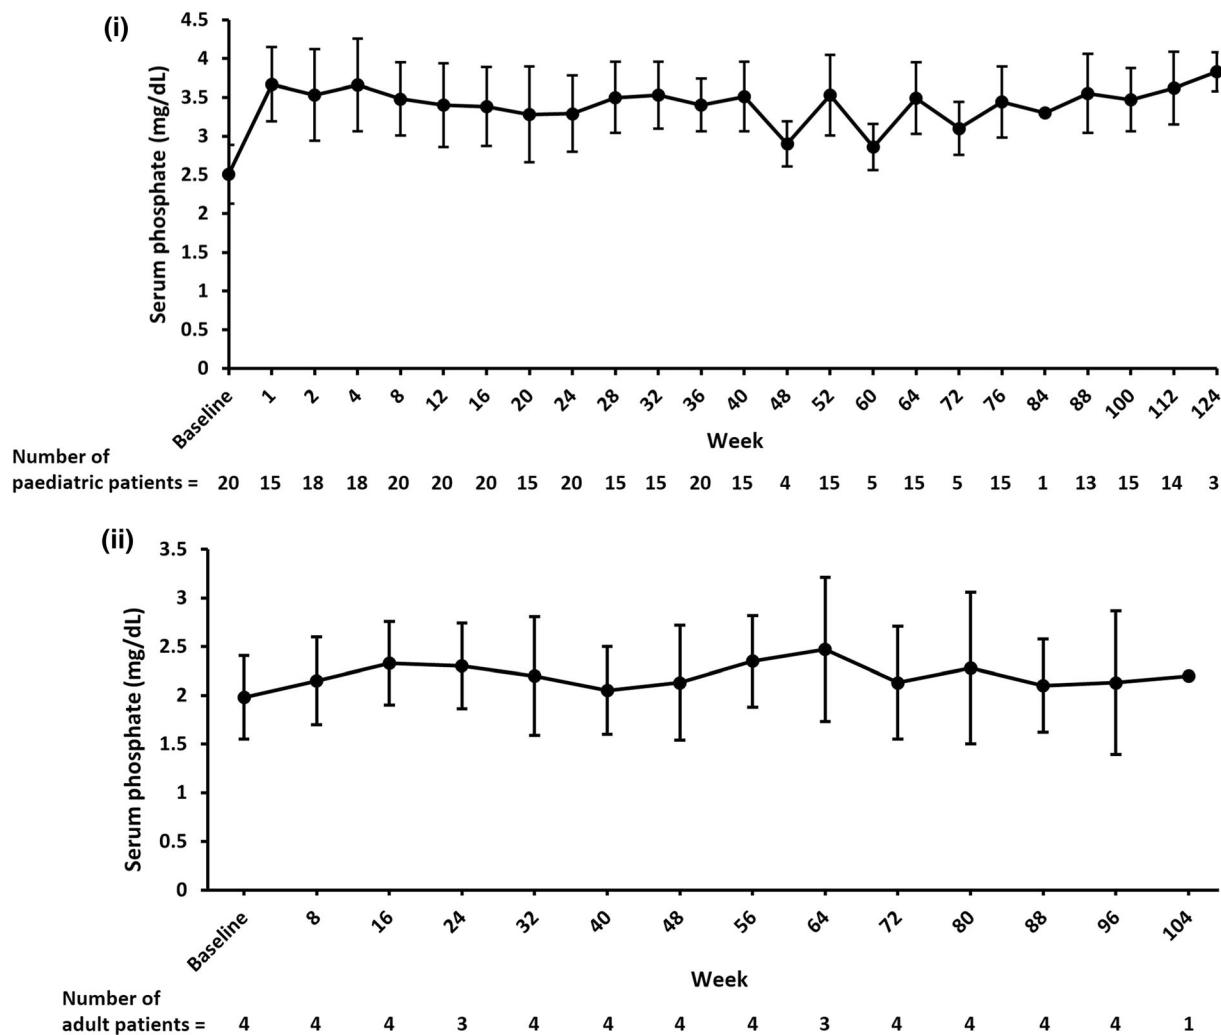 (i)
Serum phosphate (mg/dL)
4.5
4
3.5
3
2.5
2
1.5
1
0.5
0
Baseline 1 2 4 8 12 16 20 24 28 32 36 40 48 52 60 64 72 76 84 88 100 112 124
Week
Number of
paediatric patients = 20 15 18 18 20 20 20 15 20 15 15 20 15 4 15 5 15 5 15 1 13 15 14 3
(ii)
Serum phosphate (mg/dL)
3.5
3
2.5
2
1.5
1
0.5
0
Baseline 8 16 24 32 40 48 56 64 72 80 88 96 104
Week
Number of
adult patients = 4 4 4 3 4 4 4 4 3 4 4 4 4 1